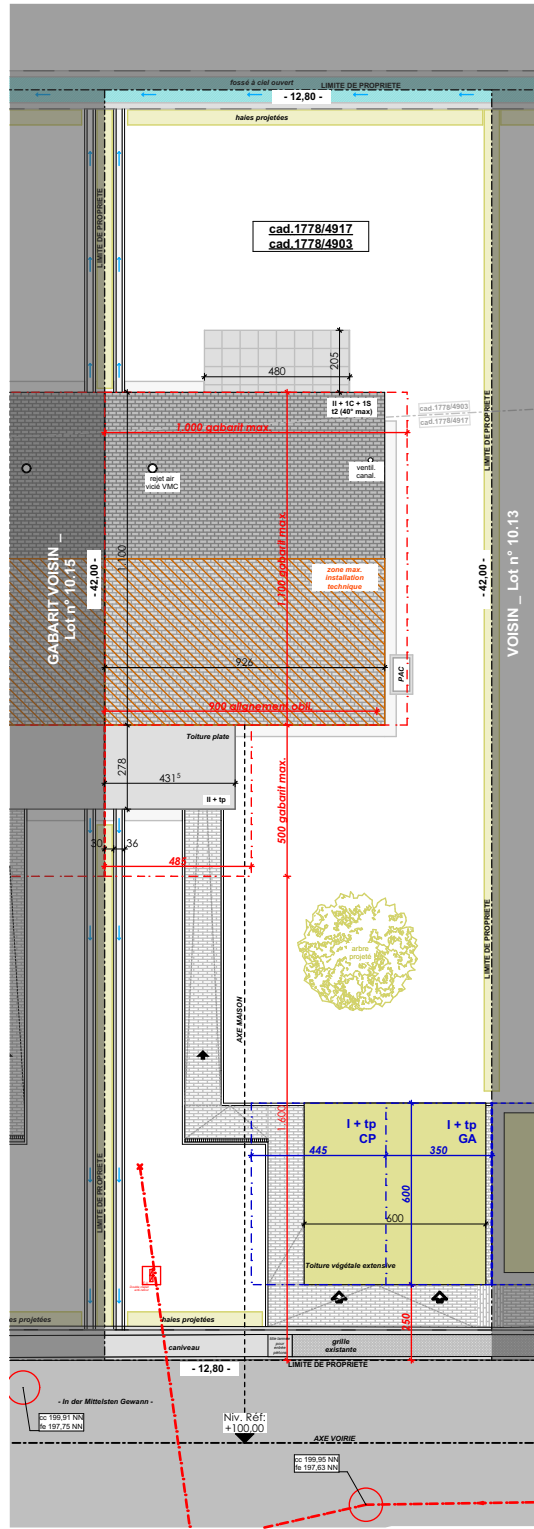 fossé à ciel ouvert
LIMITE DE PROPRIETE
- 12,80 -
haies projetées
LIMITE DE PROPRIETE
cad.1778/4917
cad.1778/4903
480
205
II + 1C + 1S
t2 (40° max)
cad.1778/4903
cad.1778/4917
LIMITE DE PROPRIETE
1.000 gabarit max.
rejet air
vicié VMC
ventil.
canal.
GABARIT VOISIN _
Lot n° 10.15
- 42,00 -
1.100
1.100 gabarit max.
zone max.
installation
technique
- 42,00 -
VOISIN _ Lot n° 10.13
926
PAC
900 alignement obli.
Toiture plate
278
431⁵
II + tp
500 gabarit max.
30
36
485
arbre
projeté
LIMITE DE PROPRIETE
AXE MAISON
1.600
I + tp
CP
I + tp
GA
445
350
600
600
LIMITE DE PROPRIETE
Toiture végétale extensive
250
es projetées
haies projetées
caniveau
grille
existante
- 12,80 -
LIMITE DE PROPRIETE
- In der Mittelsten Gewann -
cc 199,91 NN
fe 197,75 NN
Niv. Réf:
+100,00
AXE VOIRIE
cc 199,95 NN
fe 197,63 NN